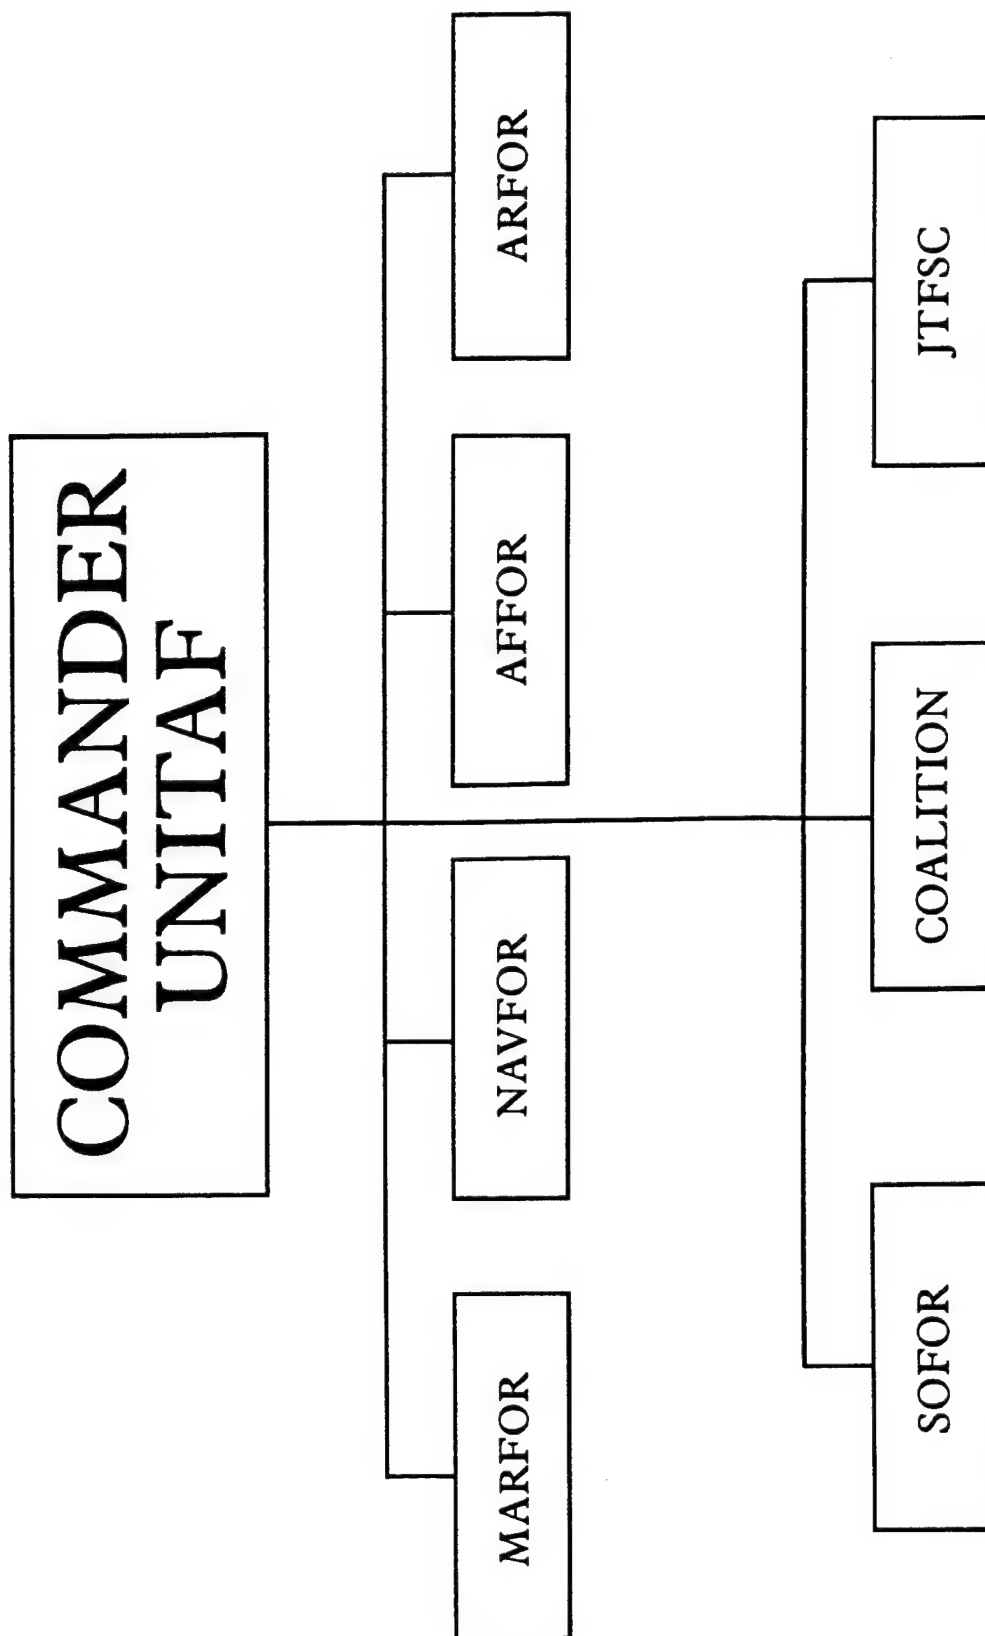 COMMANDER
UNITAF
MARFOR
NAVFOR
AFFOR
ARFOR
SOFOR
COALITION
JTFSC